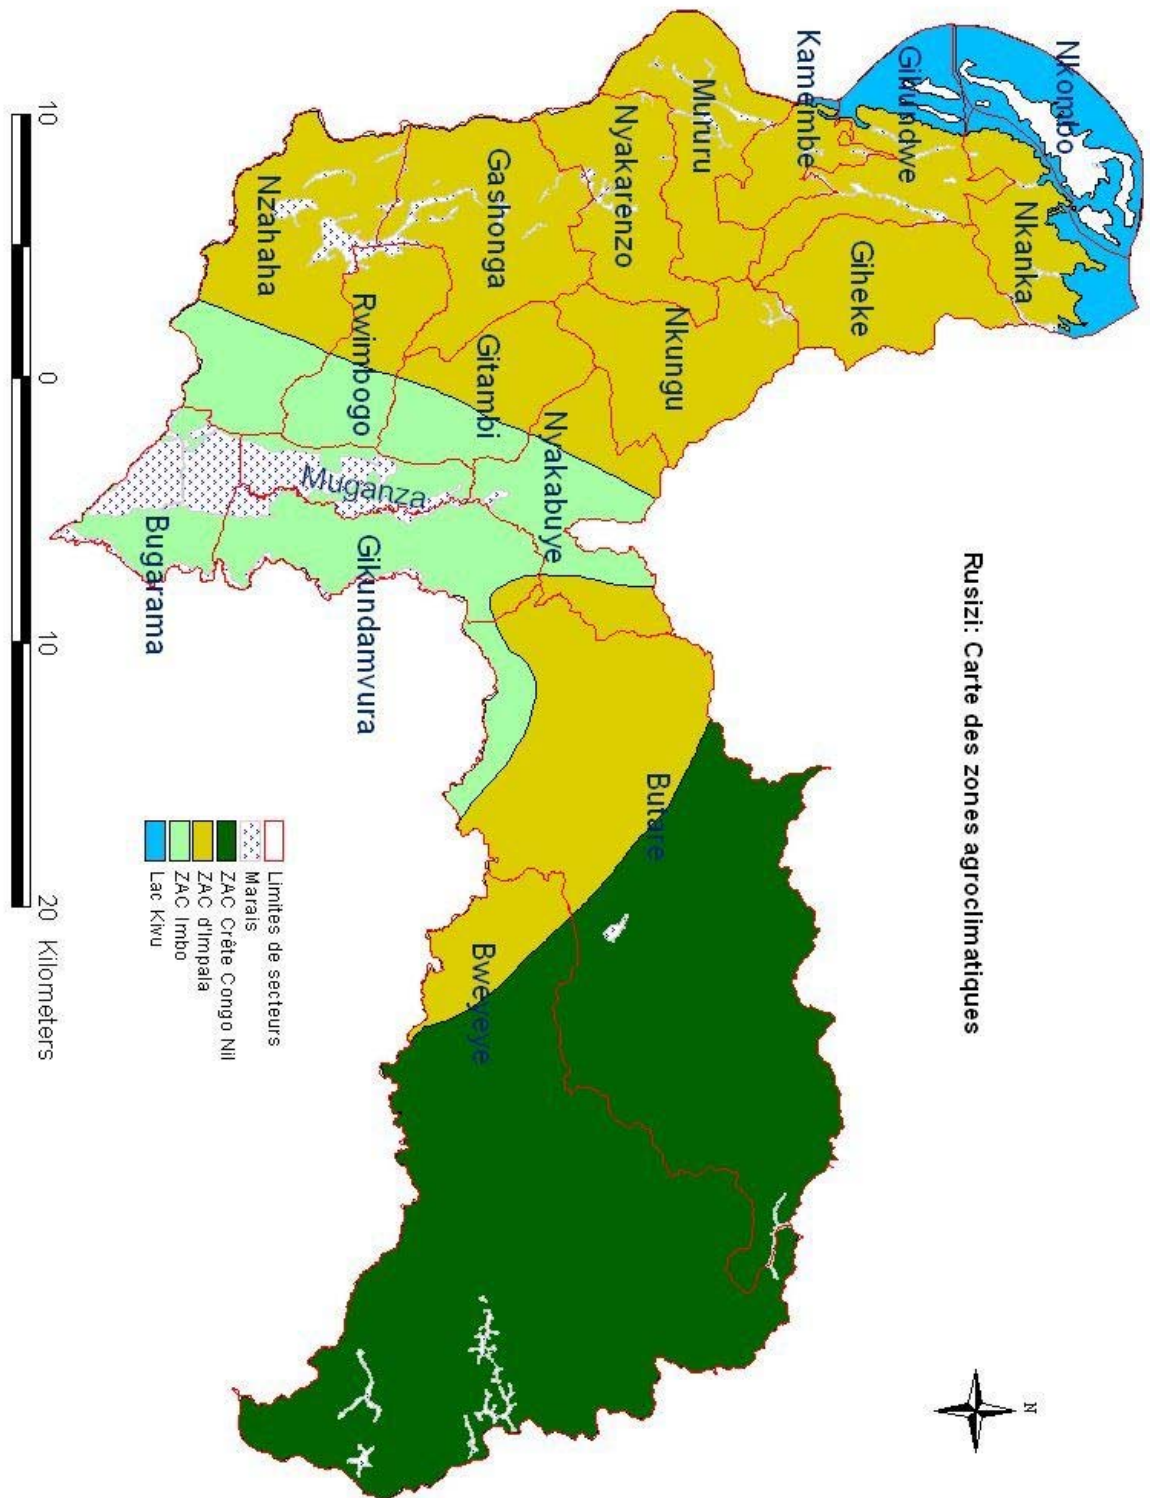 Rusizi: Carte des zones agroclimatiques
N
Nkombo
Nkanka
Gihundwe
Giheke
Kamembe
Mururu
Nkungu
Nyakarenzo
Butare
Nyakabuye
Gashonga
Gitambi
Bweyeye
Rwimbogo
Muganza
Gikundamvura
Nzahaha
Bugarama
Limites de secteurs
Marais
ZAC Crête Congo Nil
ZAC d'Impala
ZAC Imbo
Lac Kivu
10 0 10 20 Kilometers